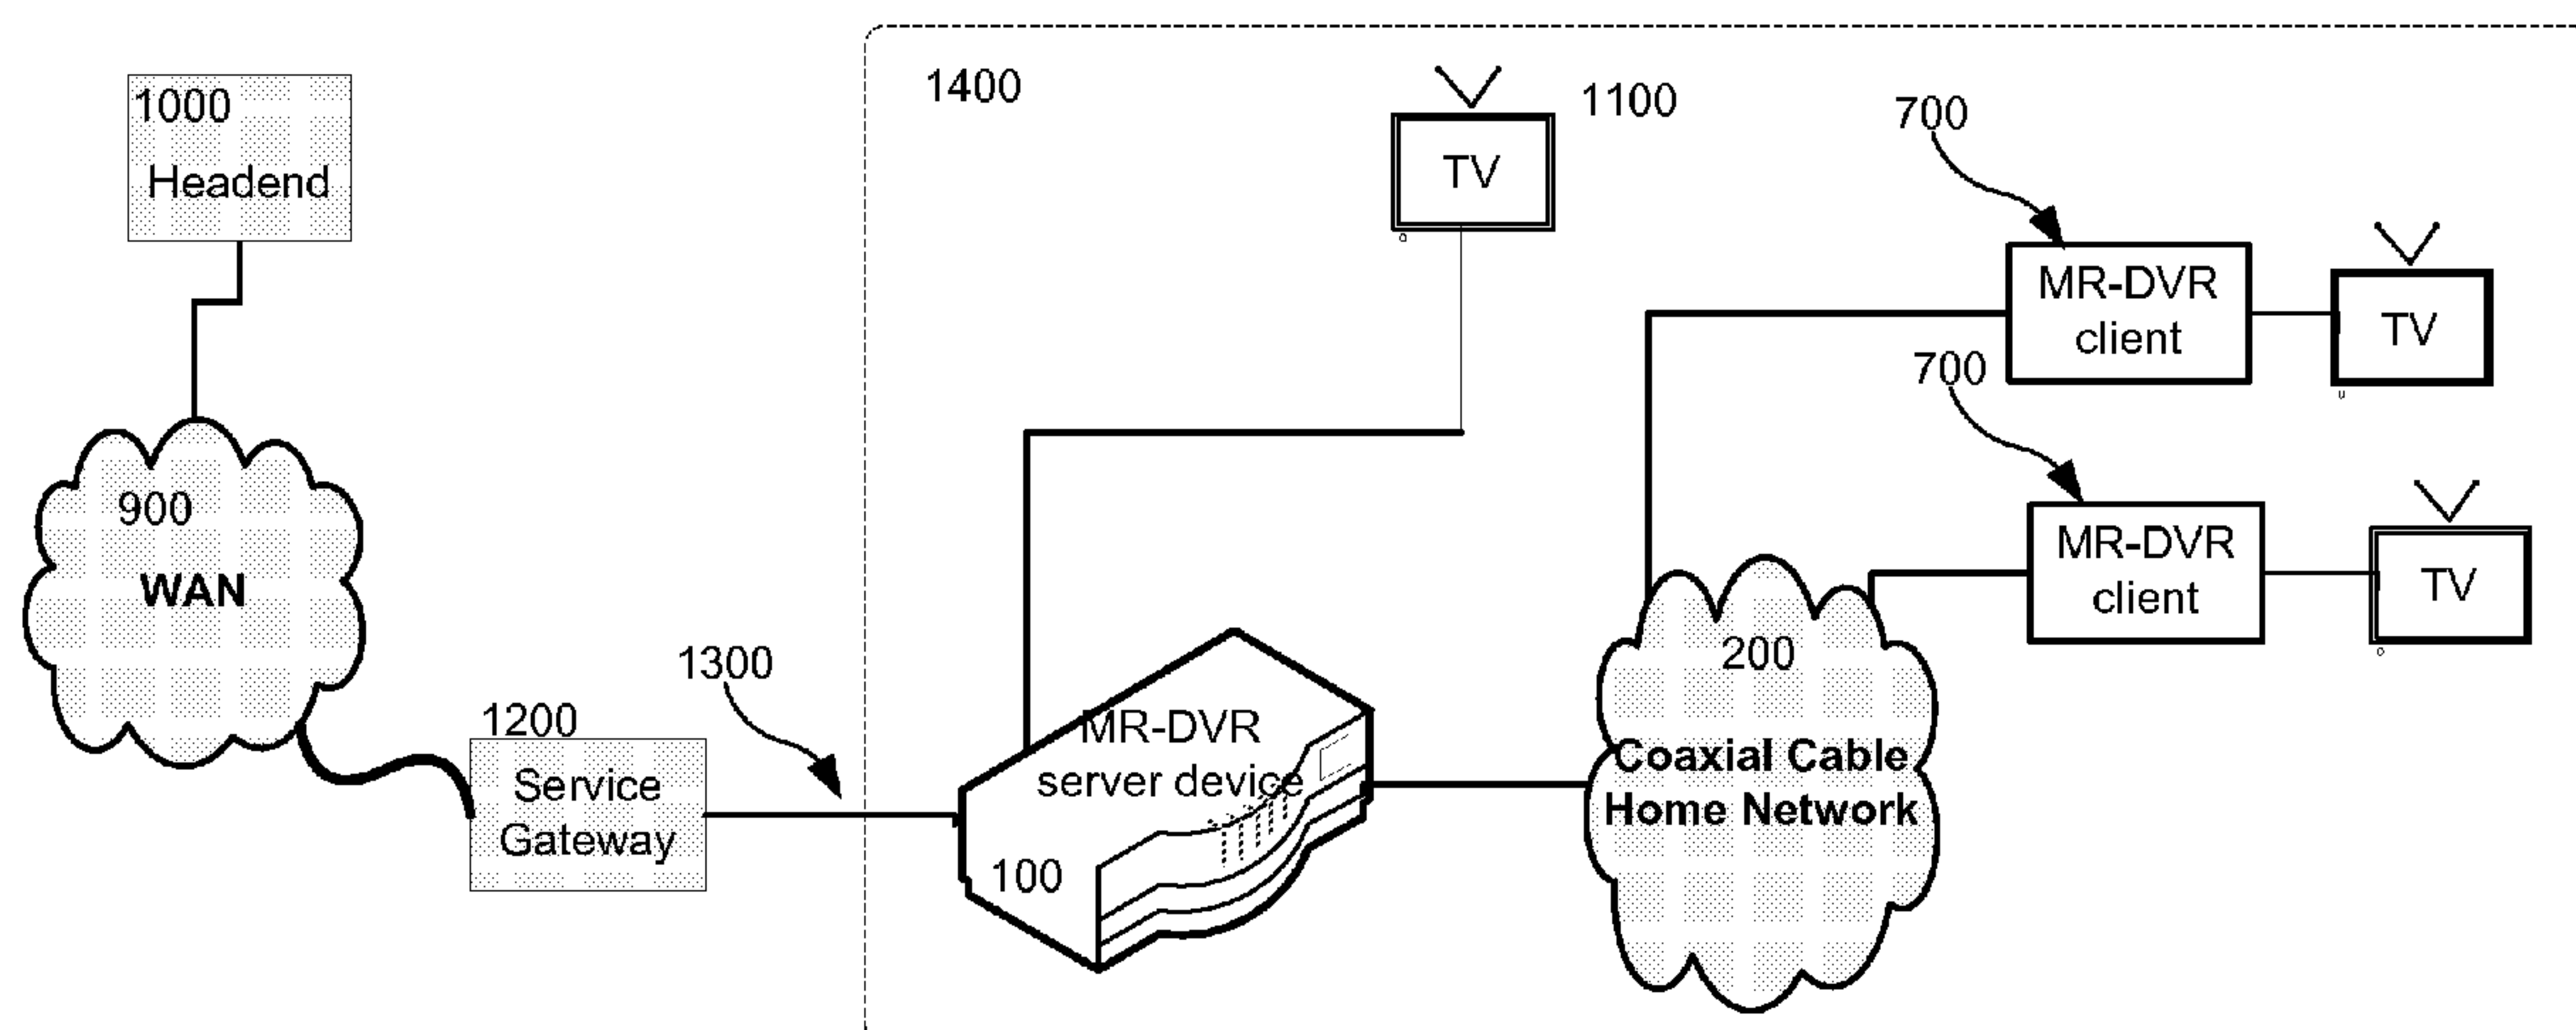 1000
Headend
900
WAN
1200
Service
Gateway
1300
1400
TV
1100
MR-DVR
server device
100
200
Coaxial Cable
Home Network
700
MR-DVR
client
TV
700
MR-DVR
client
TV